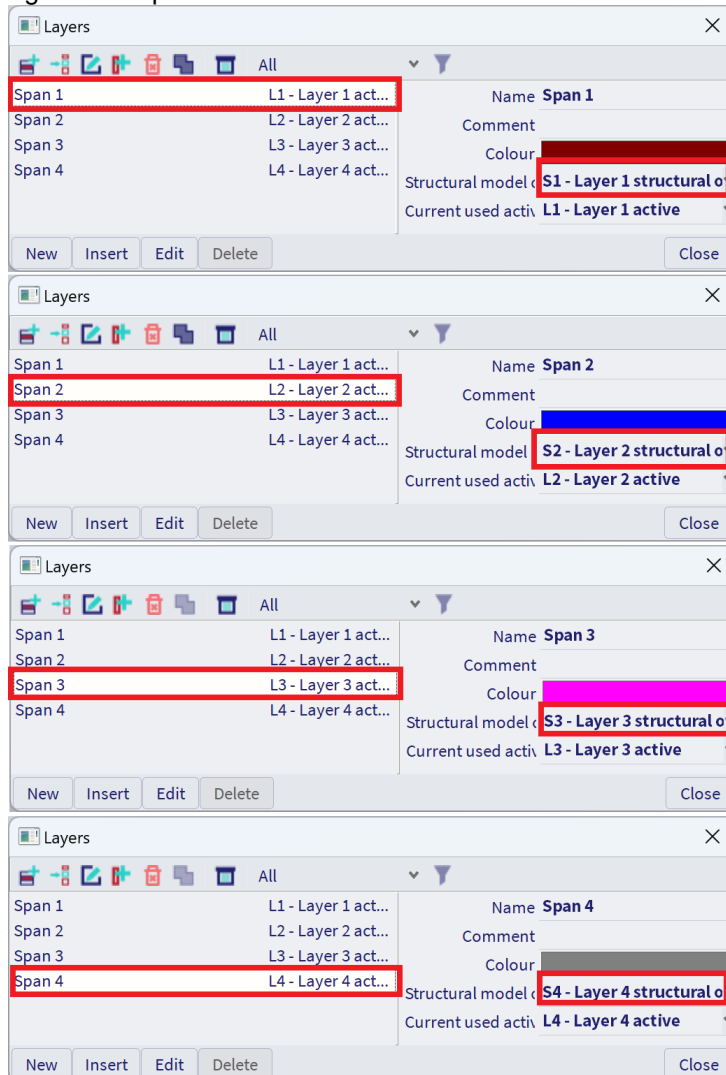 Layers
All
Span 1 L1 - Layer 1 act...
Span 2 L2 - Layer 2 act...
Span 3 L3 - Layer 3 act...
Span 4 L4 - Layer 4 act...
Name Span 1
Comment
Colour
Structural model S1 - Layer 1 structural o
Current used activ L1 - Layer 1 active
New Insert Edit Delete Close
Layers
All
Span 1 L1 - Layer 1 act...
Span 2 L2 - Layer 2 act...
Span 3 L3 - Layer 3 act...
Span 4 L4 - Layer 4 act...
Name Span 2
Comment
Colour
Structural model S2 - Layer 2 structural o
Current used activ L2 - Layer 2 active
New Insert Edit Delete Close
Layers
All
Span 1 L1 - Layer 1 act...
Span 2 L2 - Layer 2 act...
Span 3 L3 - Layer 3 act...
Span 4 L4 - Layer 4 act...
Name Span 3
Comment
Colour
Structural model S3 - Layer 3 structural o
Current used activ L3 - Layer 3 active
New Insert Edit Delete Close
Layers
All
Span 1 L1 - Layer 1 act...
Span 2 L2 - Layer 2 act...
Span 3 L3 - Layer 3 act...
Span 4 L4 - Layer 4 act...
Name Span 4
Comment
Colour
Structural model S4 - Layer 4 structural o
Current used activ L4 - Layer 4 active
New Insert Edit Delete Close